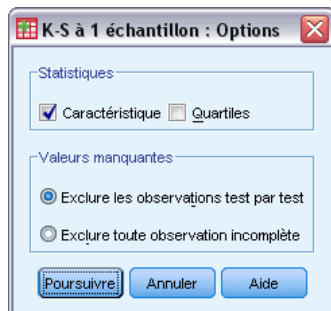 K-S à 1 échantillon : Options
Statistiques
Caractéristique Quartiles
Valeurs manquantes
Exclure les observations test par test
Exclure toute observation incomplète
Poursuivre Annuler Aide